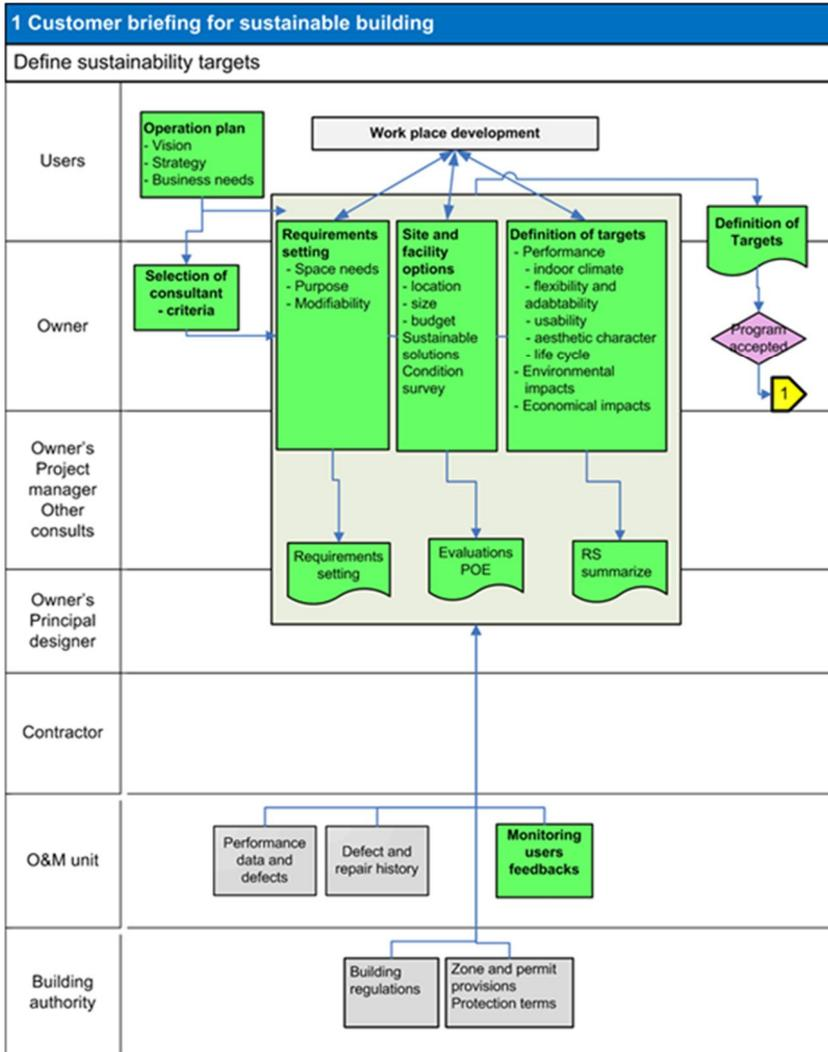 1 Customer briefing for sustainable building
Define sustainability targets
Users
Operation plan
- Vision
- Strategy
- Business needs
Work place development
Definition of
Targets
Owner
Selection of
consultant
- criteria
Requirements
setting
- Space needs
- Purpose
- Modifiability
Site and
facility
options
- location
- size
- budget
Sustainable
solutions
Condition
survey
Definition of targets
- Performance
- indoor climate
- flexibility and
adabtability
- usability
- aesthetic character
- life cycle
- Environmental
impacts
- Economical impacts
Program
accepted
1
Owner's
Project
manager
Other
consults
Requirements
setting
Evaluations
POE
RS
summarize
Owner's
Principal
designer
Contractor
O&M unit
Performance
data and
defects
Defect and
repair history
Monitoring
users
feedbacks
Building
authority
Building
regulations
Zone and permit
provisions
Protection terms